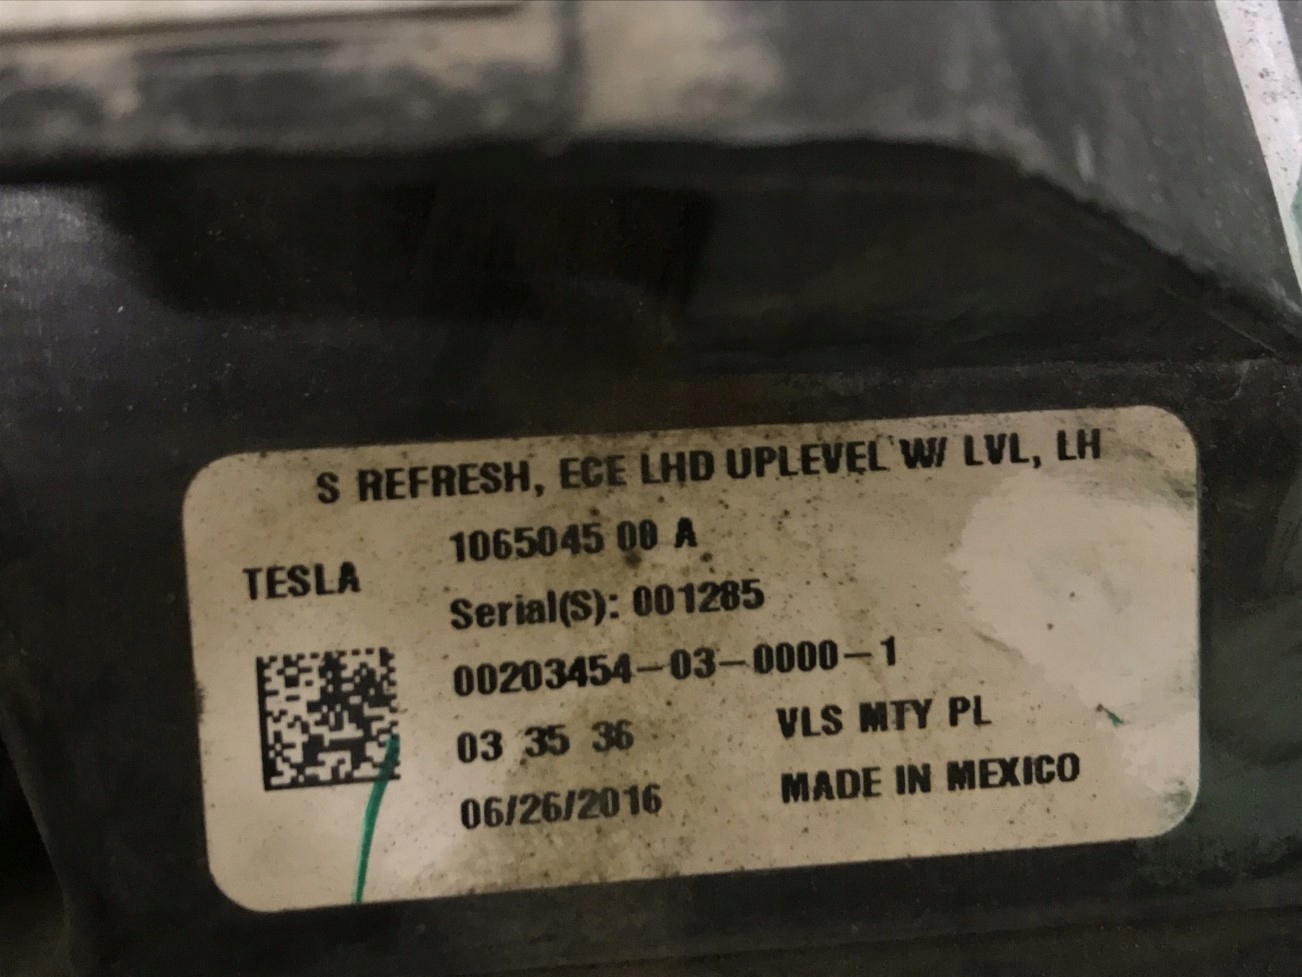 S REFRESH, ECE LHD UPLEVEL W/ LVL, LH
1065045 00 A
TESLA
Serial(S): 001285
00203454-03-0000-1
03 35 36
VLS MTY PL
06/26/2016
MADE IN MEXICO